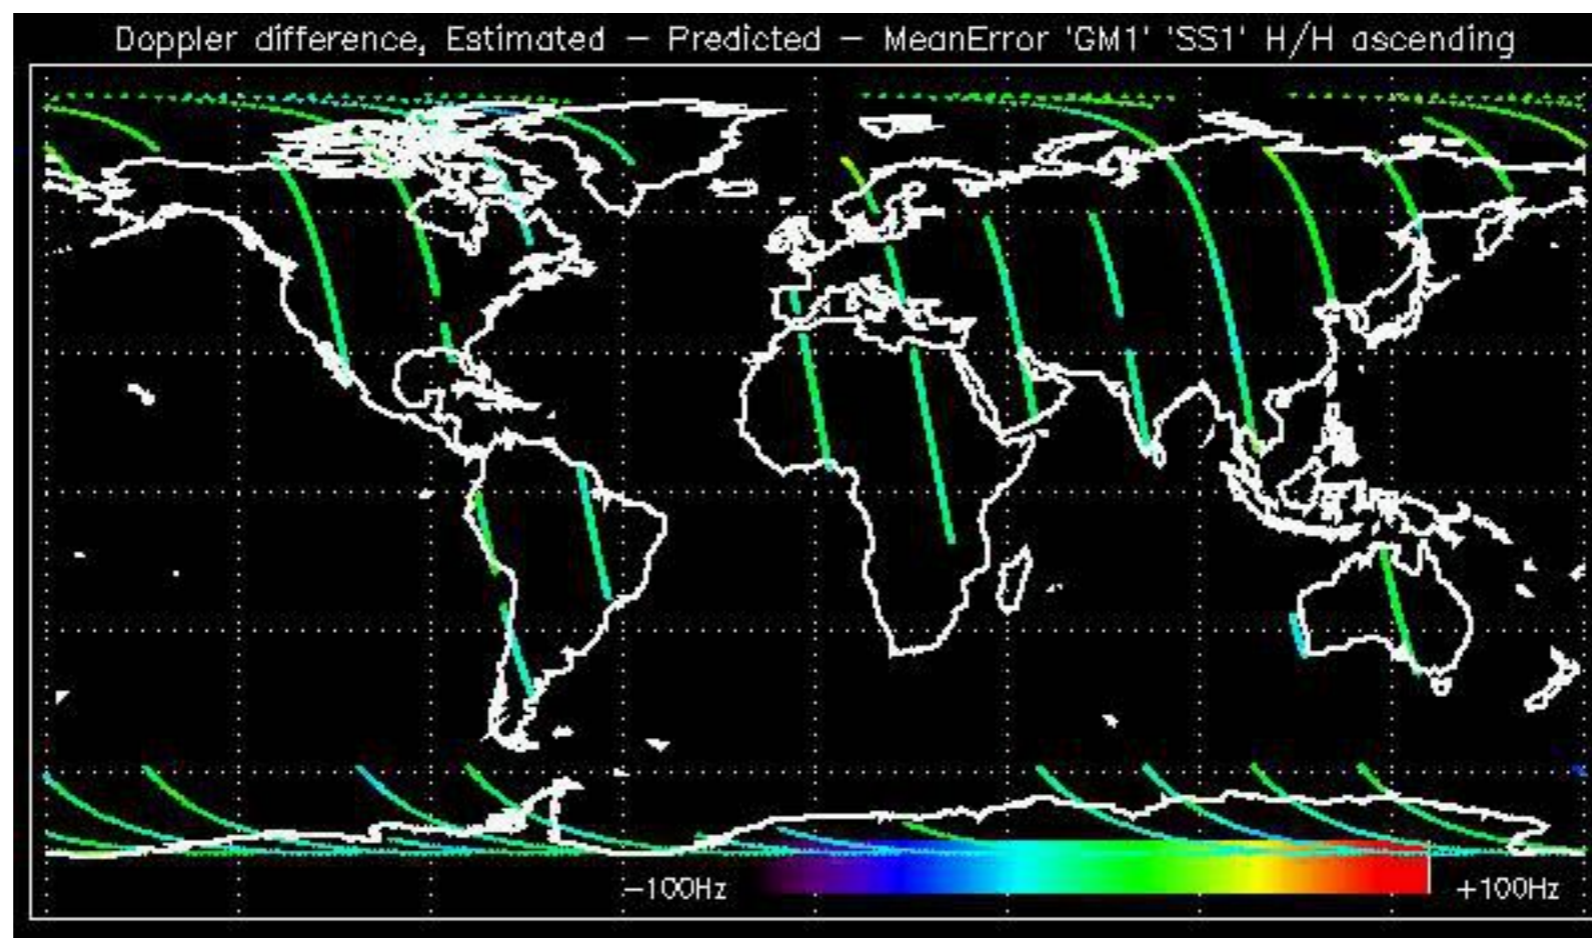 Doppler difference, Estimated – Predicted – MeanError 'GM1' 'SS1' H/H ascending
–100Hz
+100Hz